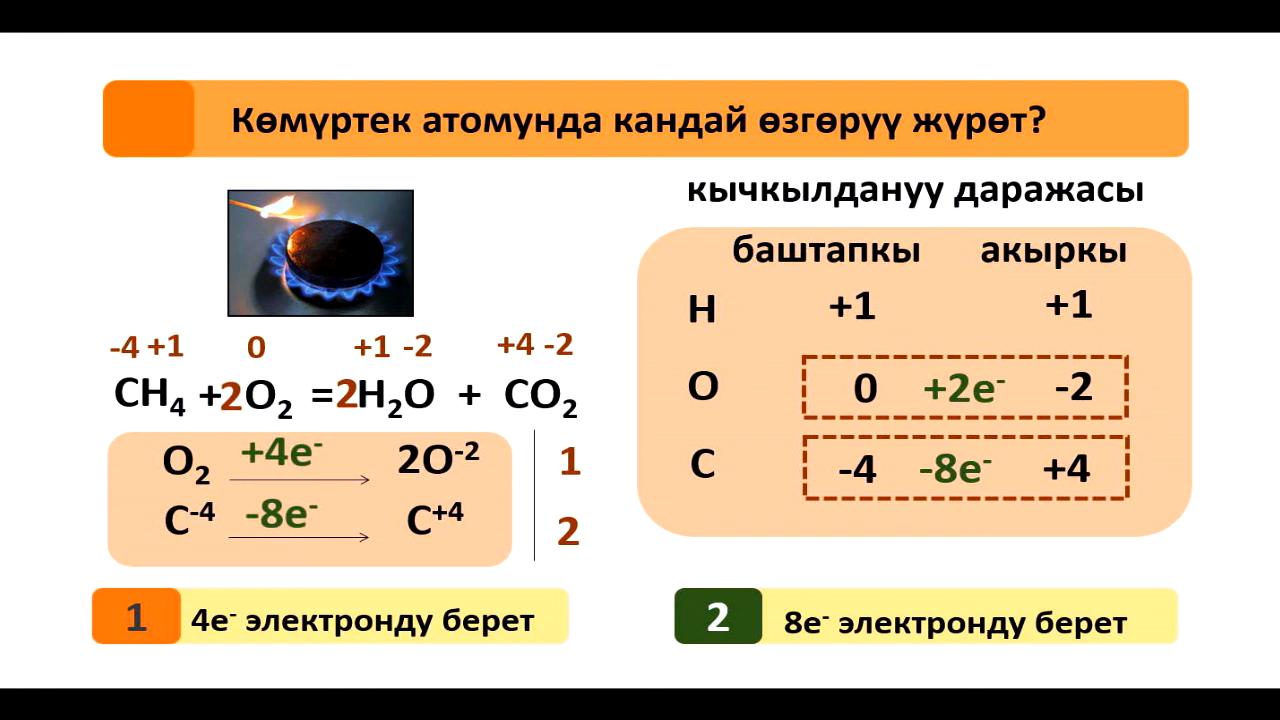 Көмүртек атомунда кандай өзгөрүү жүрөт?
кычкылдануу даражасы
баштапкы акыркы
H +1 +1
O 0 +2e⁻ -2
C -4 -8e⁻ +4
-4 +1 0 +1 -2 +4 -2
CH₄ +2O₂ =2H₂O + CO₂
O₂ +4e⁻ 2O⁻² 1
C⁻⁴ -8e⁻ C⁺⁴ 2
1 4e⁻ электронду берет
2 8e⁻ электронду берет